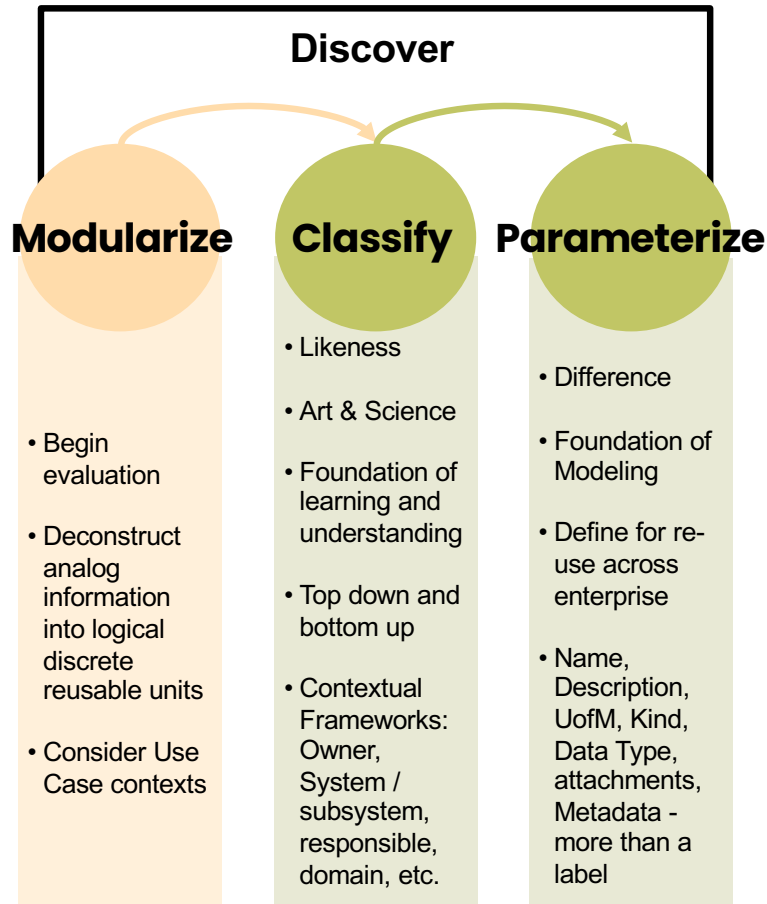 Discover
Modularize
• Begin
evaluation
• Deconstruct
analog
information
into logical
discrete
reusable units
• Consider Use
Case contexts
Classify
• Likeness
• Art & Science
• Foundation of
learning and
understanding
• Top down and
bottom up
• Contextual
Frameworks:
Owner,
System /
subsystem,
responsible,
domain, etc.
Parameterize
• Difference
• Foundation of
Modeling
• Define for re-
use across
enterprise
• Name,
Description,
UofM, Kind,
Data Type,
attachments,
Metadata -
more than a
label